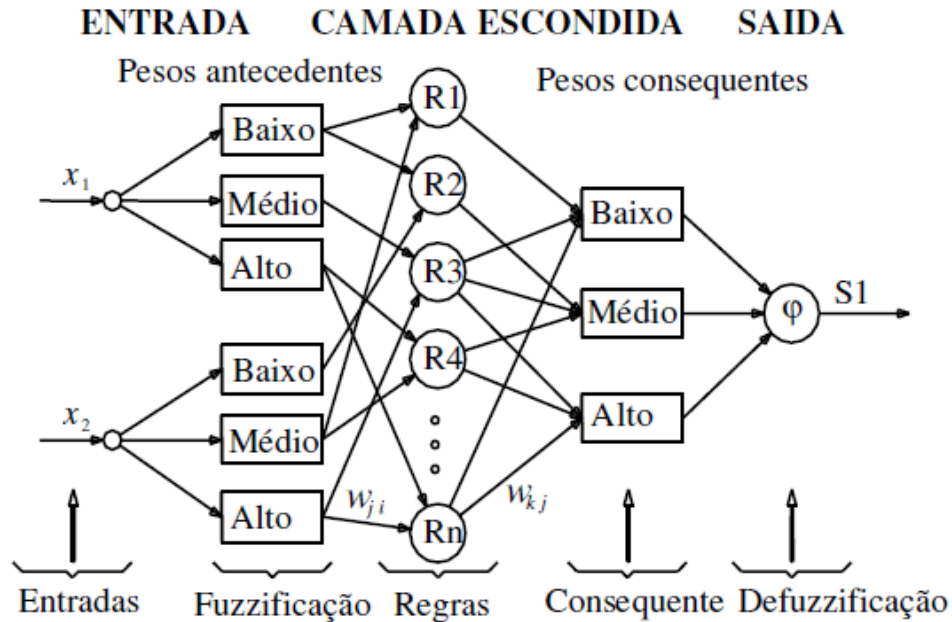 ENTRADA CAMADA ESCONDIDA SAIDA
Pesos antecedentes
Pesos consequentes
x1
Baixo
Médio
Alto
x2
Baixo
Médio
Alto
R1
R2
R3
R4
Rn
wji
wkj
Baixo
Médio
Alto
φ
S1
Entradas
Fuzzificação
Regras
Consequente
Defuzzificação